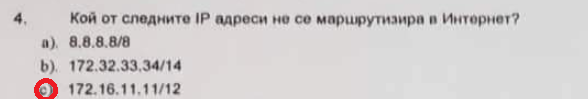 4. Кой от следните IP адреси не се маршрутизира в Интернет?
a). 8.8.8.8/8
b). 172.32.33.34/14
c) 172.16.11.11/12